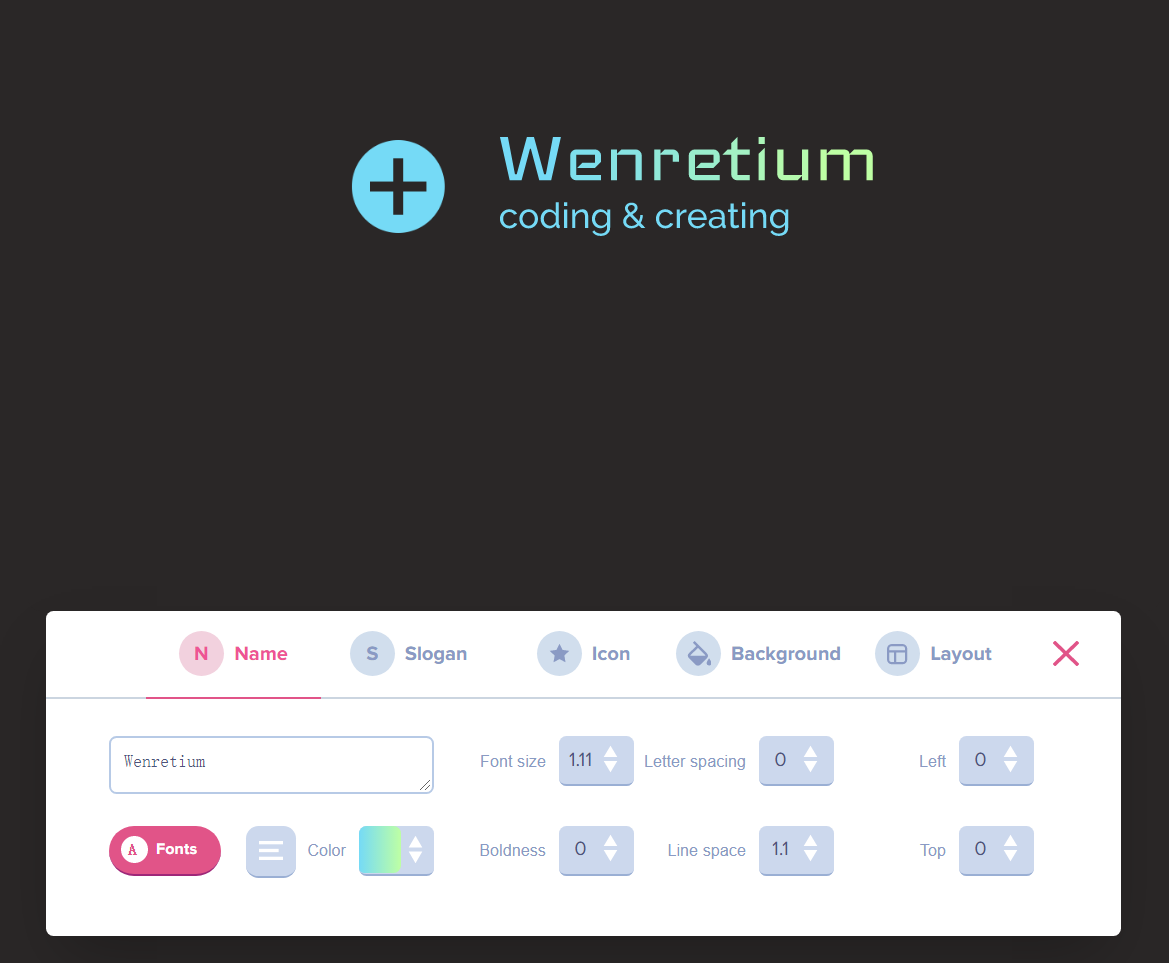 Wenretium
coding & creating
N Name S Slogan Icon Background Layout
Wenretium
Font size 1.11 Letter spacing 0 Left 0
A Fonts Color Boldness 0 Line space 1.1 Top 0